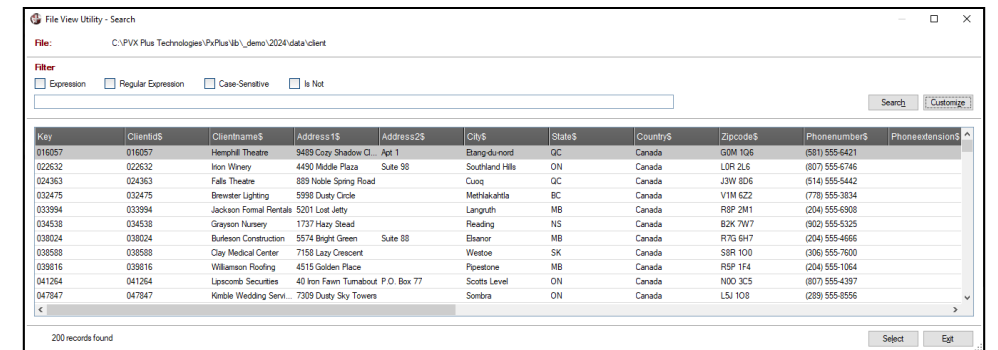 File View Utility - Search
File: C:\PVX Plus Technologies\PxPlus\lib\_demo\2024\data\client
Filter
Expression Regular Expression Case-Sensitive Is Not
Search Customize
Key Clientid$ Clientname$ Address1$ Address2$ City$ State$ Country$ Zipcode$ Phonenumber$ Phoneextension$
016057 016057 Hemphill Theatre 9489 Cozy Shadow Cl... Apt 1 Etang-du-nord QC Canada G0M 1Q6 (581) 555-6421
022632 022632 Iron Winery 4490 Middle Plaza Suite 98 Southland Hills ON Canada L0R 2L6 (807) 555-6746
024363 024363 Falls Theatre 889 Noble Spring Road Cuoq QC Canada J3W 8D6 (514) 555-5442
032475 032475 Brewster Lighting 5998 Dusty Circle Methlakahtla BC Canada V1M 6Z2 (778) 555-3834
033994 033994 Jackson Formal Rentals 5201 Lost Jetty Langruth MB Canada R8P 2M1 (204) 555-6908
034538 034538 Grayson Nursery 1737 Hazy Stead Reading NS Canada B2K 7W7 (902) 555-5325
038024 038024 Burleson Construction 5574 Bright Green Suite 88 Elsanor MB Canada R7G 6H7 (204) 555-4666
038588 038588 Clay Medical Center 7158 Lazy Crescent Westoe SK Canada S8R 1O0 (306) 555-7600
039816 039816 Williamson Roofing 4515 Golden Place Pipestone MB Canada R5P 1F4 (204) 555-1064
041264 041264 Lipscomb Securities 40 Iron Fawn Turnabout P.O. Box 77 Scotts Level ON Canada N0O 3C5 (807) 555-4397
047847 047847 Kimble Wedding Servi... 7309 Dusty Sky Towers Sombra ON Canada L5J 1O8 (289) 555-8556
200 records found
Select Exit